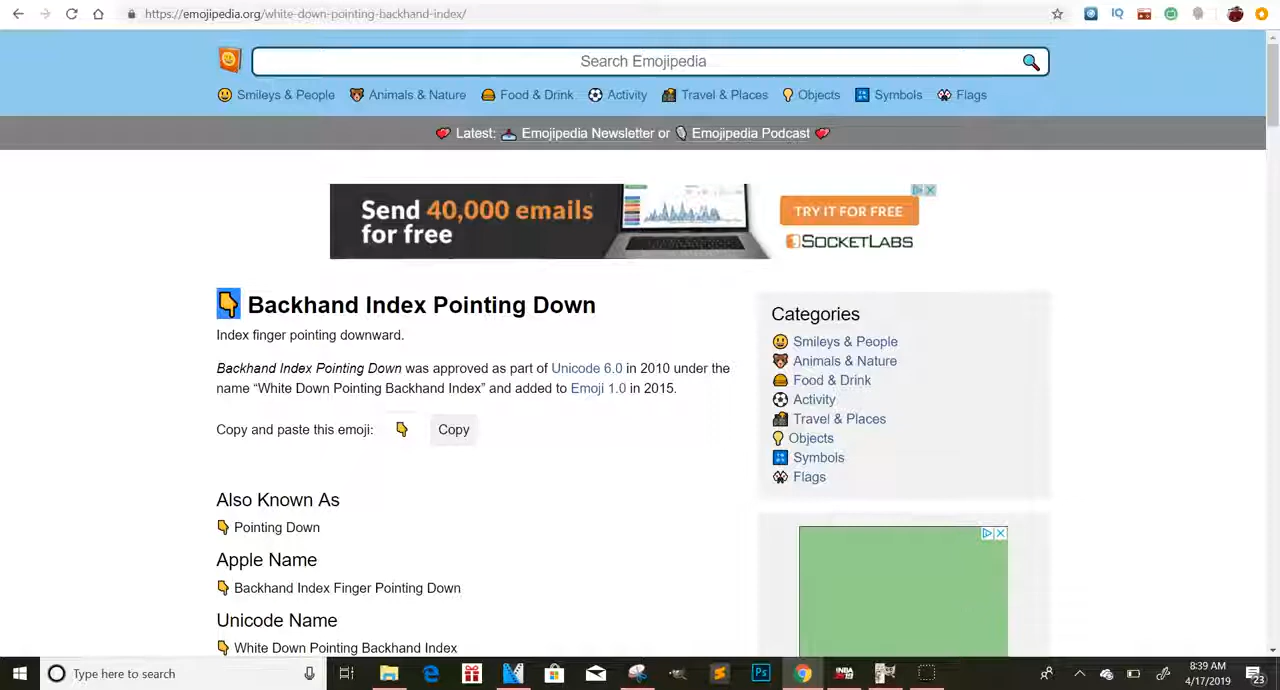 https://emojipedia.org/white-down-pointing-backhand-index/
IQ
Search Emojipedia
Smileys & People
Animals & Nature
Food & Drink
Activity
Travel & Places
Objects
Symbols
Flags
Latest: Emojipedia Newsletter or Emojipedia Podcast
Send 40,000 emails
for free
TRY IT FOR FREE
SOCKETLABS
Backhand Index Pointing Down
Index finger pointing downward.
Backhand Index Pointing Down was approved as part of Unicode 6.0 in 2010 under the
name “White Down Pointing Backhand Index” and added to Emoji 1.0 in 2015.
Copy and paste this emoji:
Copy
Also Known As
Pointing Down
Apple Name
Backhand Index Finger Pointing Down
Unicode Name
White Down Pointing Backhand Index
Categories
Smileys & People
Animals & Nature
Food & Drink
Activity
Travel & Places
Objects
Symbols
Flags
Type here to search
Ps
8:39 AM
4/17/2019
23